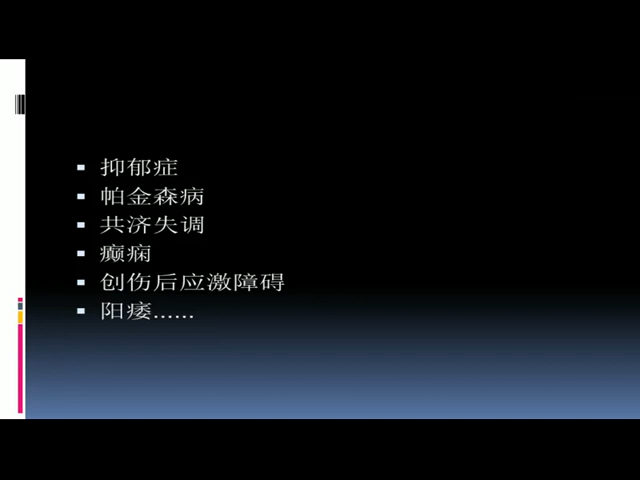 抑郁症
帕金森病
共济失调
癫痫
创伤后应激障碍
阳痿......